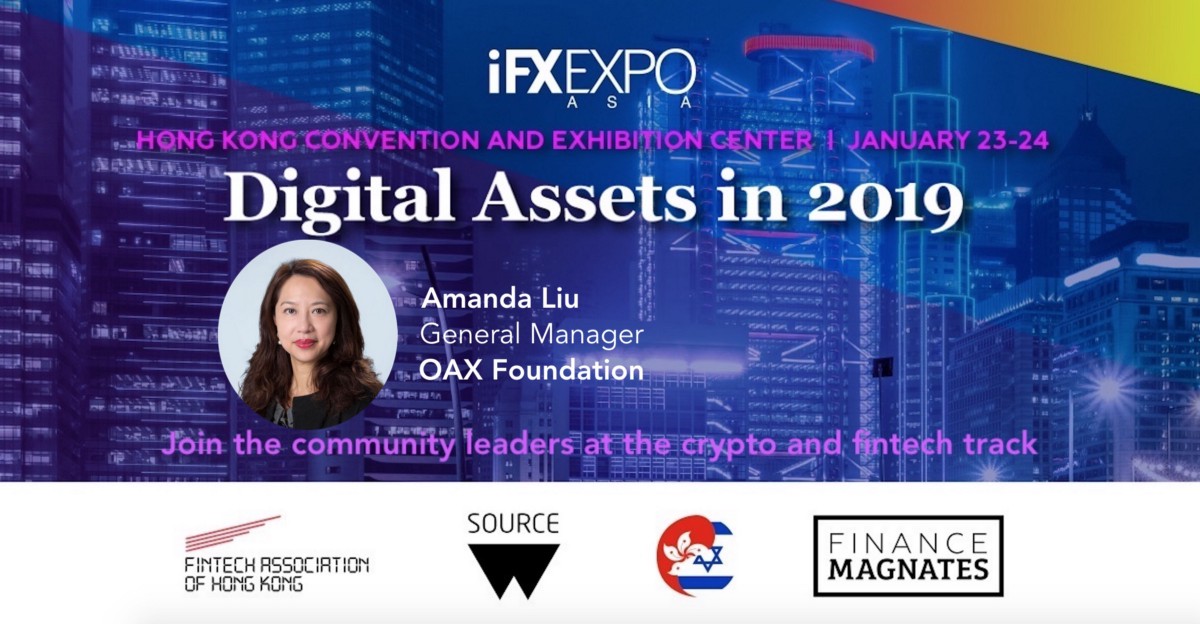 iFXEXPO
ASIA
HONG KONG CONVENTION AND EXHIBITION CENTER | JANUARY 23-24
Digital Assets in 2019
Amanda Liu
General Manager
OAX Foundation
Join the community leaders at the crypto and fintech track
FINTECH ASSOCIATION
OF HONG KONG
SOURCE
FINANCE
MAGNATES